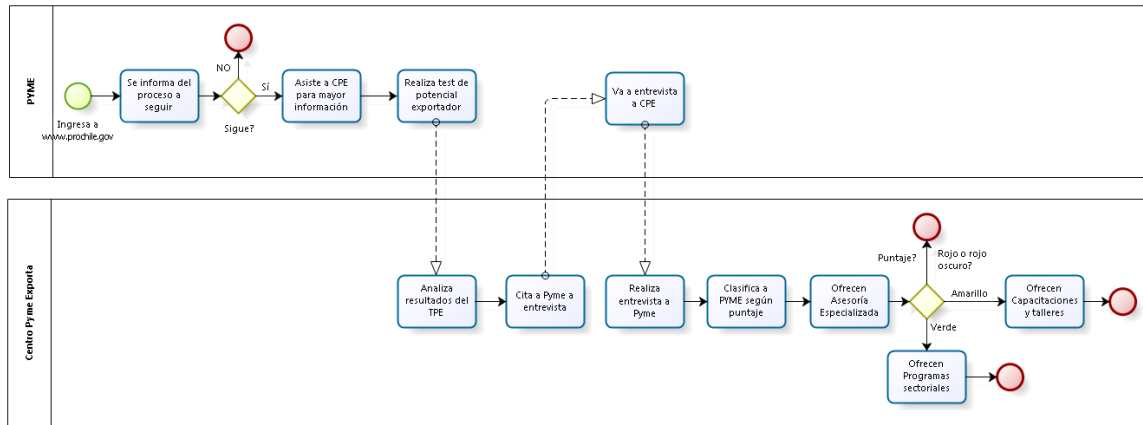 PYME
Ingresa a
www.prochile.gov
Se informa del
proceso a
seguir
NO
Sí
Sigue?
Asiste a CPE
para mayor
información
Realiza test de
potencial
exportador
Va a entrevista
a CPE
Centro Pyme Exporta
Analiza
resultados del
TPE
Cita a Pyme a
entrevista
Realiza
entrevista a
Pyme
Clasifica a
PYME según
puntaje
Ofrecen
Asesoría
Especializada
Puntaje?
Rojo o rojo
oscuro?
Amarillo
Verde
Ofrecen
Capacitaciones
y talleres
Ofrecen
Programas
sectoriales